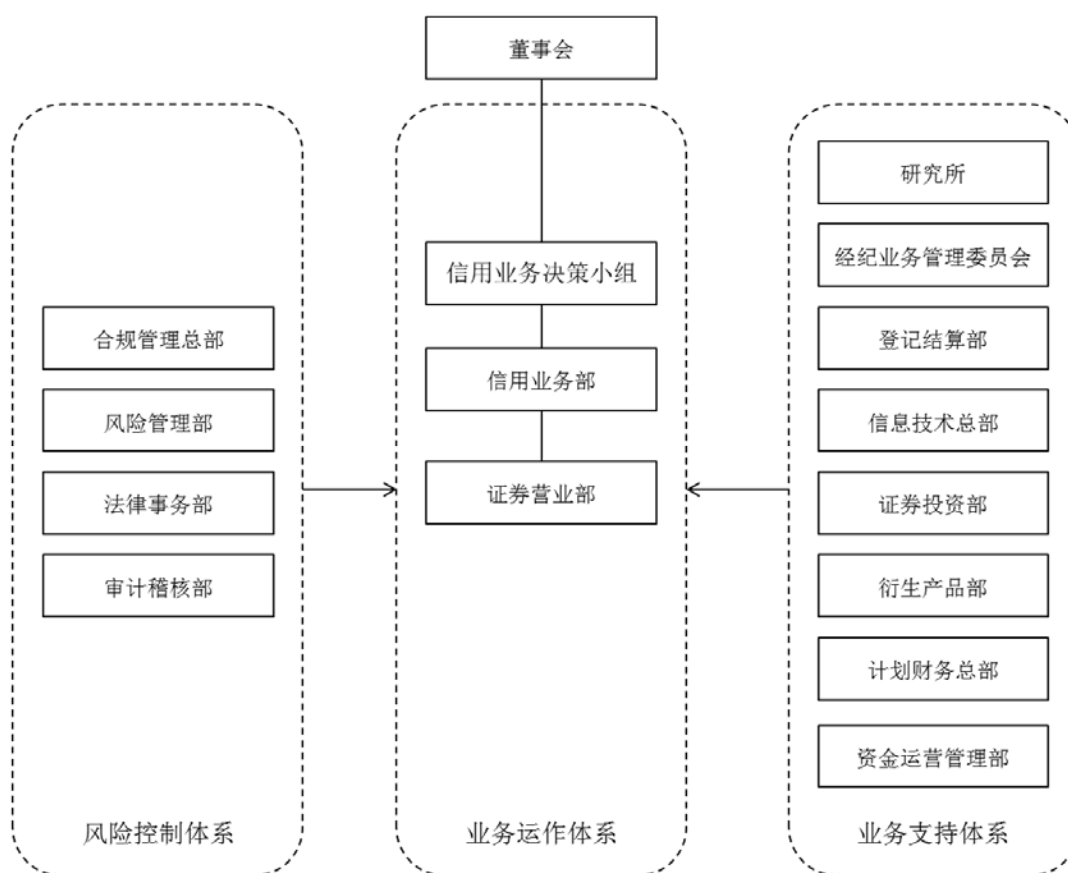 董事会
合规管理总部
风险管理部
法律事务部
审计稽核部
风险控制体系
信用业务决策小组
信用业务部
证券营业部
业务运作体系
研究所
经纪业务管理委员会
登记结算部
信息技术总部
证券投资部
衍生产品部
计划财务总部
资金运营管理部
业务支持体系